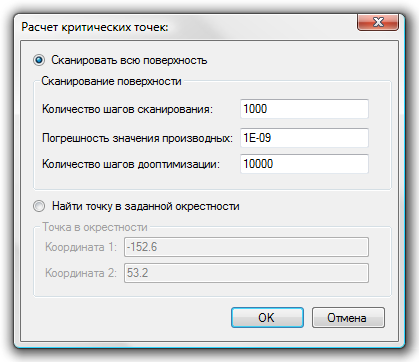 Расчет критических точек:
Сканировать всю поверхность
Сканирование поверхности
Количество шагов сканирования: 1000
Погрешность значения производных: 1E-09
Количество шагов дооптимизации: 10000
Найти точку в заданной окрестности
Точка в окрестности
Координата 1: -152.6
Координата 2: 53.2
OK Отмена